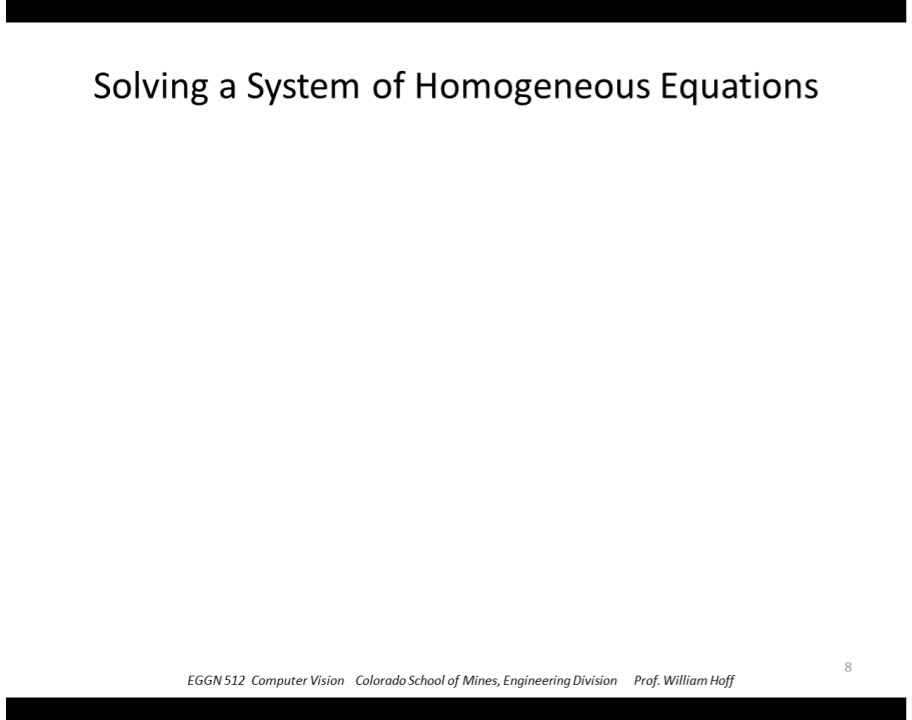 Solving a System of Homogeneous Equations
8
EGGN 512 Computer Vision Colorado School of Mines, Engineering Division Prof. William Hoff